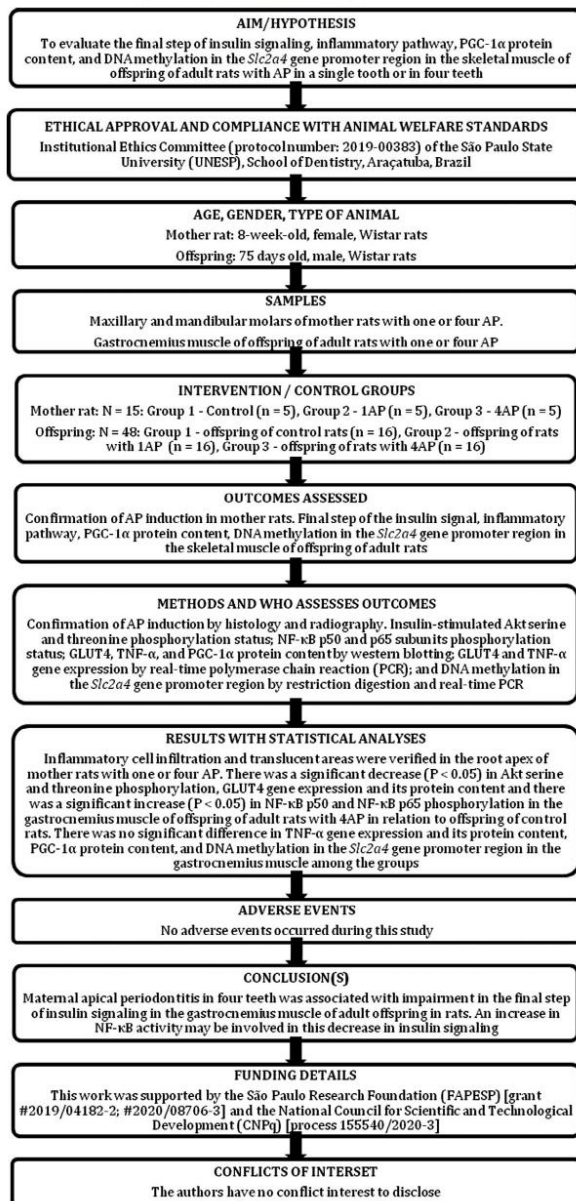 AIM/HYPOTHESIS
To evaluate the final step of insulin signaling, inflammatory pathway, PGC-1α protein
content, and DNA methylation in the Slc2a4 gene promoter region in the skeletal muscle of
offspring of adult rats with AP in a single tooth or in four teeth
ETHICAL APPROVAL AND COMPLIANCE WITH ANIMAL WELFARE STANDARDS
Institutional Ethics Committee (protocol number: 2019-00383) of the São Paulo State
University (UNESP), School of Dentistry, Araçatuba, Brazil
AGE, GENDER, TYPE OF ANIMAL
Mother rat: 8-week-old, female, Wistar rats
Offspring: 75 days old, male, Wistar rats
SAMPLES
Maxillary and mandibular molars of mother rats with one or four AP.
Gastrocnemius muscle of offspring of adult rats with one or four AP
INTERVENTION / CONTROL GROUPS
Mother rat: N = 15: Group 1 - Control (n = 5), Group 2 - 1AP (n = 5), Group 3 - 4AP (n = 5)
Offspring: N = 48: Group 1 - offspring of control rats (n = 16), Group 2 - offspring of rats
with 1AP (n = 16), Group 3 - offspring of rats with 4AP (n = 16)
OUTCOMES ASSESSED
Confirmation of AP induction in mother rats. Final step of the insulin signal, inflammatory
pathway, PGC-1α protein content, DNA methylation in the Slc2a4 gene promoter region in
the skeletal muscle of offspring of adult rats
METHODS AND WHO ASSESSES OUTCOMES
Confirmation of AP induction by histology and radiography. Insulin-stimulated Akt serine
and threonine phosphorylation status; NF-κB p50 and p65 subunits phosphorylation
status; GLUT4, TNF-α, and PGC-1α protein content by western blotting; GLUT4 and TNF-α
gene expression by real-time polymerase chain reaction (PCR); and DNA methylation in
the Slc2a4 gene promoter region by restriction digestion and real-time PCR
RESULTS WITH STATISTICAL ANALYSES
Inflammatory cell infiltration and translucent areas were verified in the root apex of
mother rats with one or four AP. There was a significant decrease (P < 0.05) in Akt serine
and threonine phosphorylation, GLUT4 gene expression and its protein content and there
was a significant increase (P < 0.05) in NF-κB p50 and NF-κB p65 phosphorylation in the
gastrocnemius muscle of offspring of adult rats with 4AP in relation to offspring of control
rats. There was no significant difference in TNF-α gene expression and its protein content,
PGC-1α protein content, and DNA methylation in the Slc2a4 gene promoter region in the
gastrocnemius muscle among the groups
ADVERSE EVENTS
No adverse events occurred during this study
CONCLUSION(S)
Maternal apical periodontitis in four teeth was associated with impairment in the final step
of insulin signaling in the gastrocnemius muscle of adult offspring in rats. An increase in
NF-κB activity may be involved in this decrease in insulin signaling
FUNDING DETAILS
This work was supported by the São Paulo Research Foundation (FAPESP) [grant
#2019/04182-2; #2020/08706-3] and the National Council for Scientific and Technological
Development (CNPq) [process 155540/2020-3]
CONFLICTS OF INTERSET
The authors have no conflict interest to disclose